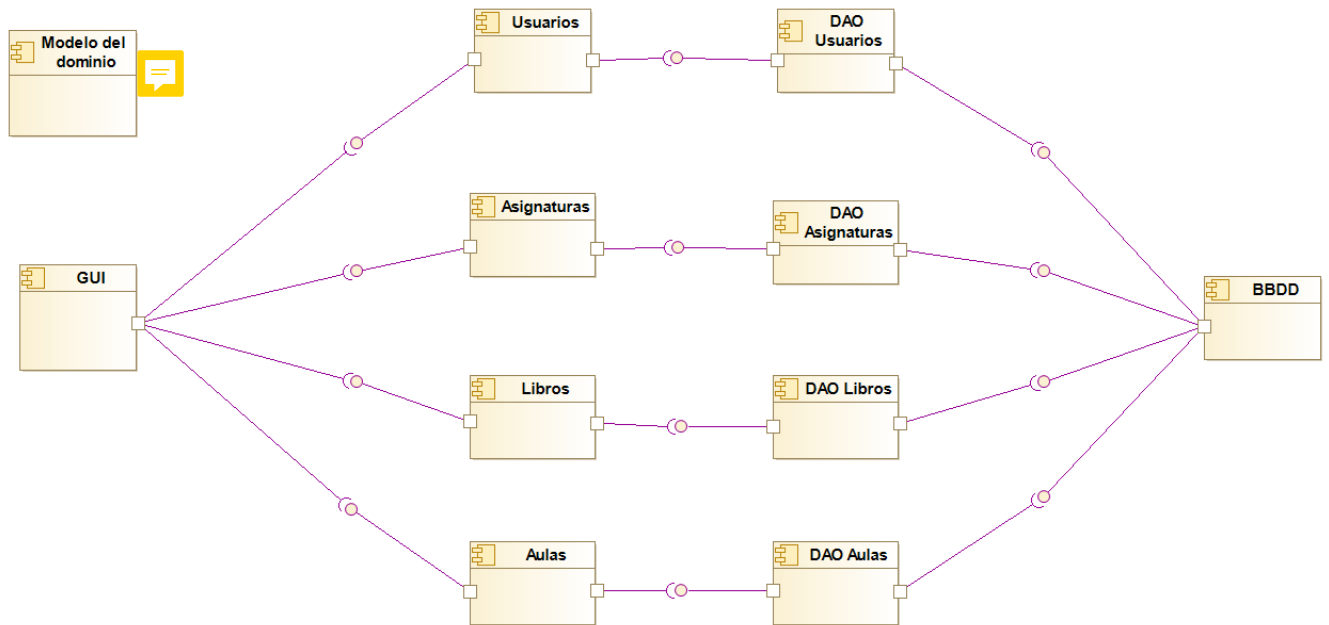 Modelo del
dominio
Usuarios
DAO
Usuarios
Asignaturas
DAO
Asignaturas
GUI
BBDD
Libros
DAO Libros
Aulas
DAO Aulas